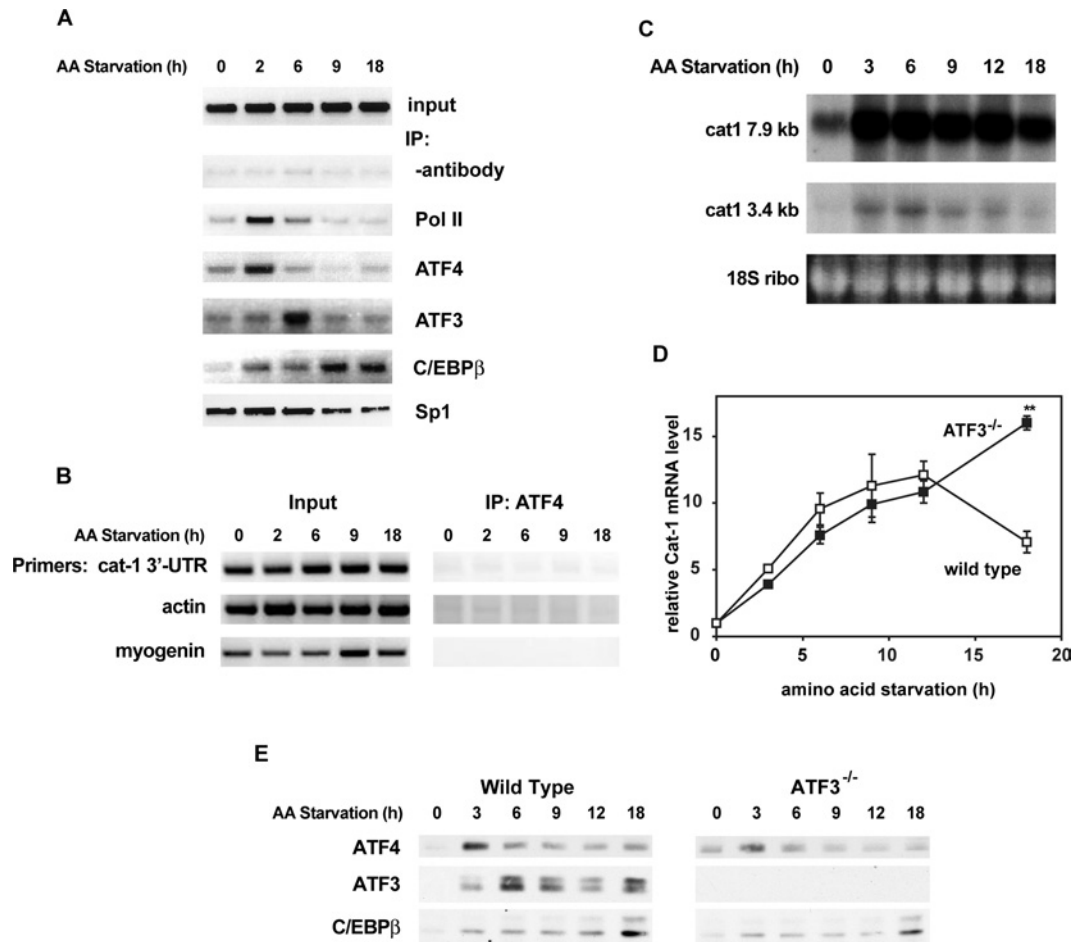 A
AA Starvation (h) 0 2 6 9 18
input
IP:
-antibody
Pol II
ATF4
ATF3
C/EBPβ
Sp1
B
Input IP: ATF4
AA Starvation (h) 0 2 6 9 18 0 2 6 9 18
Primers: cat-1 3'-UTR
actin
myogenin
C
AA Starvation (h) 0 3 6 9 12 18
cat1 7.9 kb
cat1 3.4 kb
18S ribo
D
relative Cat-1 mRNA level
15
10
5
0
**
ATF3-/-
wild type
0 5 10 15 20
amino acid starvation (h)
E
Wild Type ATF3-/-
AA Starvation (h) 0 3 6 9 12 18 0 3 6 9 12 18
ATF4
ATF3
C/EBPβ